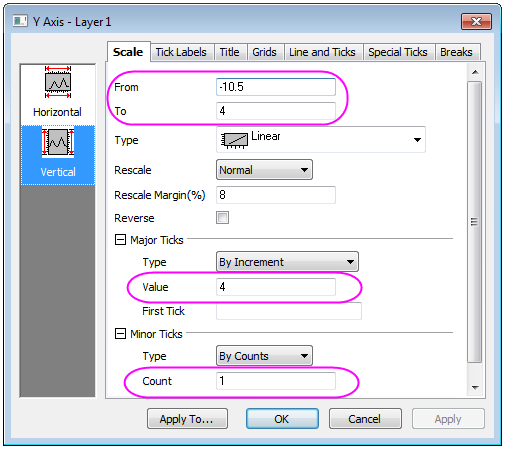 Y Axis - Layer 1
Scale Tick Labels Title Grids Line and Ticks Special Ticks Breaks
Horizontal
Vertical
From -10.5
To 4
Type Linear
Rescale Normal
Rescale Margin(%) 8
Reverse
Major Ticks
Type By Increment
Value 4
First Tick
Minor Ticks
Type By Counts
Count 1
Apply To... OK Cancel Apply